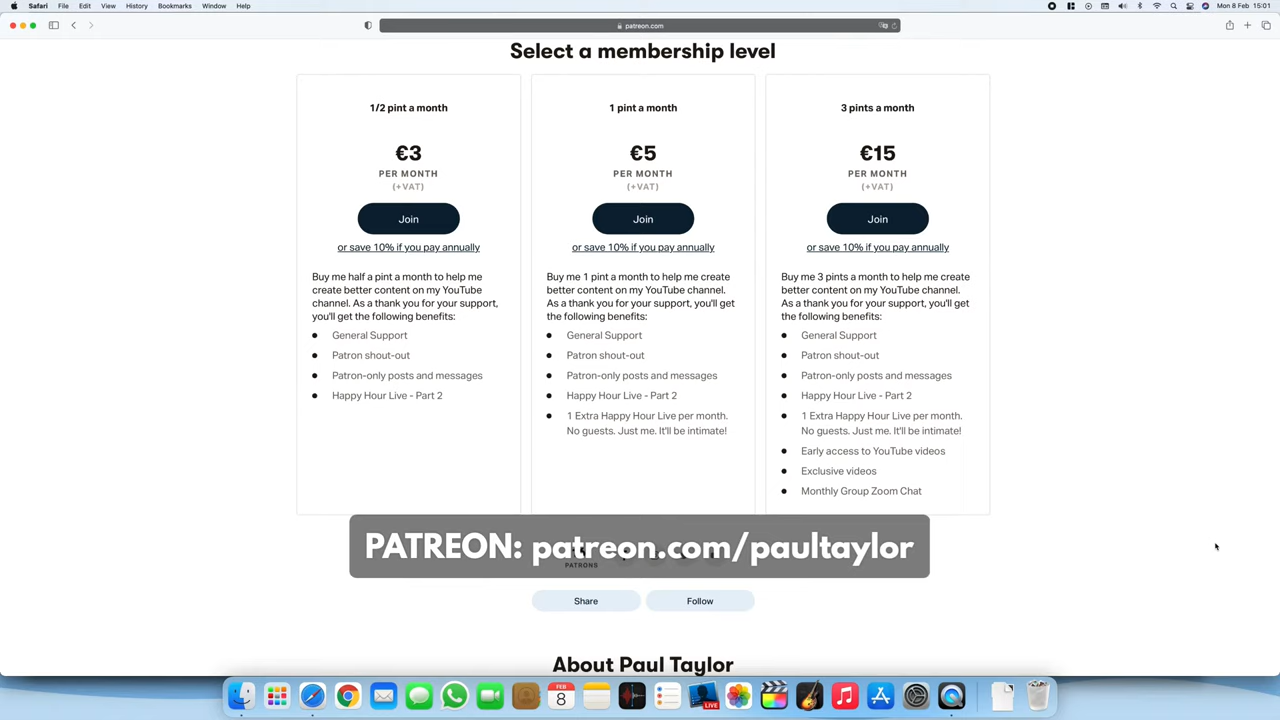 Safari File Edit View History Bookmarks Window Help Mon 8 Feb 15:01
patreon.com
Select a membership level
1/2 pint a month
€3
PER MONTH
(+VAT)
Join
or save 10% if you pay annually
Buy me half a pint a month to help me
create better content on my YouTube
channel. As a thank you for your support,
you'll get the following benefits:
General Support
Patron shout-out
Patron-only posts and messages
Happy Hour Live - Part 2
1 pint a month
€5
PER MONTH
(+VAT)
Join
or save 10% if you pay annually
Buy me 1 pint a month to help me create
better content on my YouTube channel.
As a thank you for your support, you'll get
the following benefits:
General Support
Patron shout-out
Patron-only posts and messages
Happy Hour Live - Part 2
1 Extra Happy Hour Live per month.
No guests. Just me. It'll be intimate!
3 pints a month
€15
PER MONTH
(+VAT)
Join
or save 10% if you pay annually
Buy me 3 pints a month to help me create
better content on my YouTube channel.
As a thank you for your support, you'll get
the following benefits:
General Support
Patron shout-out
Patron-only posts and messages
Happy Hour Live - Part 2
1 Extra Happy Hour Live per month.
No guests. Just me. It'll be intimate!
Early access to YouTube videos
Exclusive videos
Monthly Group Zoom Chat
PATREON: patreon.com/paultaylor
PATRONS
Share
Follow
About Paul Taylor
FEB
8
LIVE